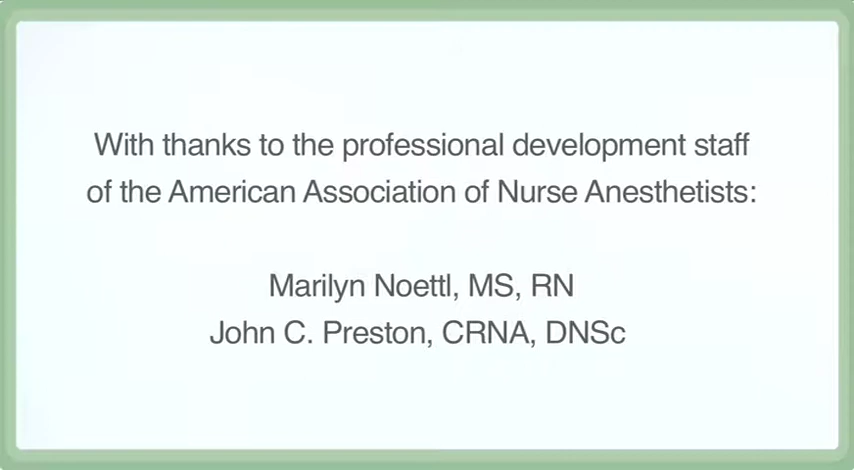 With thanks to the professional development staff
of the American Association of Nurse Anesthetists:
Marilyn Noettl, MS, RN
John C. Preston, CRNA, DNSc